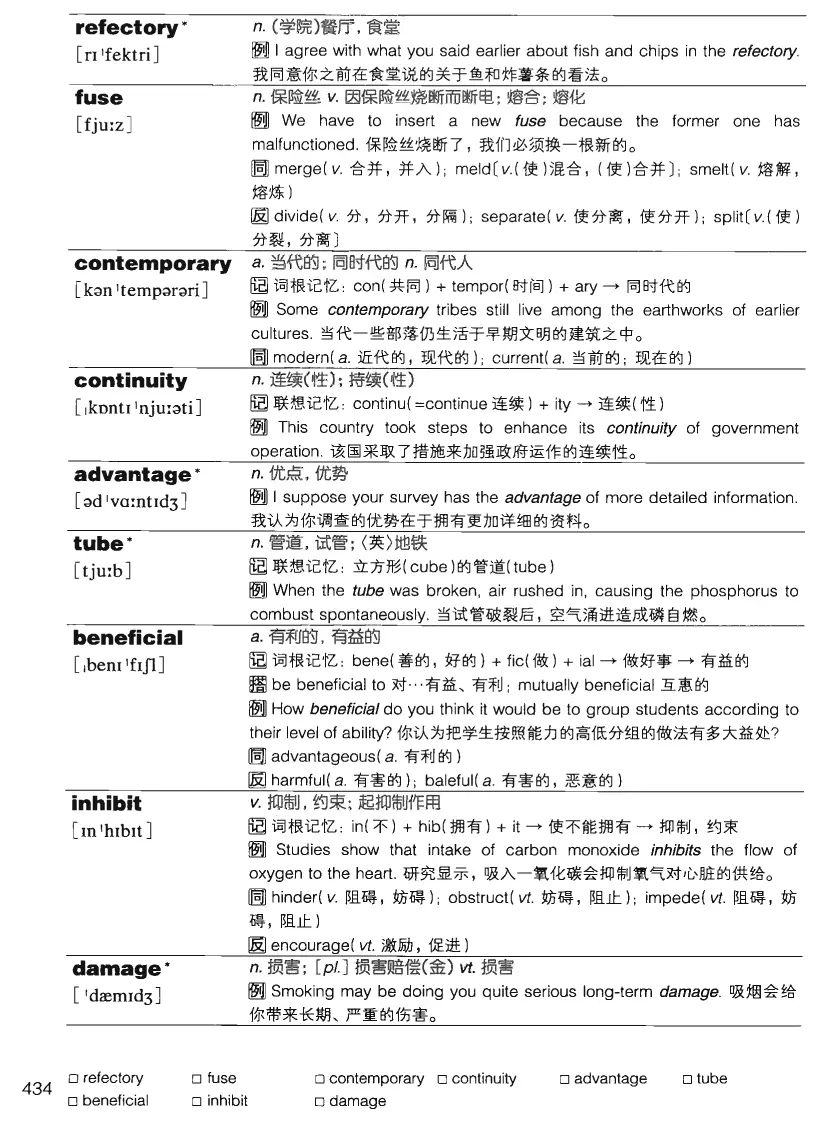 refectory* n. (学院)餐厅，食堂
[rɪˈfektri] [例] I agree with what you said earlier about fish and chips in the refectory.
我同意你之前在食堂说的关于鱼和炸薯条的看法。
fuse n. 保险丝 v. 因保险丝烧断而断电；熔合；熔化
[fjuːz] [例] We have to insert a new fuse because the former one has
malfunctioned. 保险丝烧断了，我们必须换一根新的。
[同] merge( v. 合并，并入 ); meld〔v.( 使 )混合，( 使 )合并〕; smelt( v. 熔解，
熔炼 )
[反] divide( v. 分，分开，分隔 ); separate( v. 使分离，使分开 ); split〔v.( 使 )
分裂，分离〕
contemporary a. 当代的；同时代的 n. 同代人
[kənˈtempərəri] [记] 词根记忆：con( 共同 ) + tempor( 时间 ) + ary → 同时代的
[例] Some contemporary tribes still live among the earthworks of earlier
cultures. 当代一些部落仍生活于早期文明的建筑之中。
[同] modern( a. 近代的，现代的 ); current( a. 当前的；现在的 )
continuity n. 连续(性)；持续(性)
[ˌkɒntɪˈnjuːəti] [记] 联想记忆：continu( =continue 连续 ) + ity → 连续( 性 )
[例] This country took steps to enhance its continuity of government
operation. 该国采取了措施来加强政府运作的连续性。
advantage* n. 优点，优势
[ədˈvɑːntɪdʒ] [例] I suppose your survey has the advantage of more detailed information.
我认为你调查的优势在于拥有更加详细的资料。
tube* n. 管道，试管；〈英〉地铁
[tjuːb] [记] 联想记忆：立方形( cube )的管道( tube )
[例] When the tube was broken, air rushed in, causing the phosphorus to
combust spontaneously. 当试管破裂后，空气涌进造成磷自燃。
beneficial a. 有利的，有益的
[ˌbenɪˈfɪʃl] [记] 词根记忆：bene( 善的，好的 ) + fic( 做 ) + ial → 做好事 → 有益的
[搭] be beneficial to 对…有益、有利；mutually beneficial 互惠的
[例] How beneficial do you think it would be to group students according to
their level of ability? 你认为把学生按照能力的高低分组的做法有多大益处?
[同] advantageous( a. 有利的 )
[反] harmful( a. 有害的 ); baleful( a. 有害的，恶意的 )
inhibit v. 抑制，约束；起抑制作用
[ɪnˈhɪbɪt] [记] 词根记忆：in( 不 ) + hib( 拥有 ) + it → 使不能拥有 → 抑制，约束
[例] Studies show that intake of carbon monoxide inhibits the flow of
oxygen to the heart. 研究显示，吸入一氧化碳会抑制氧气对心脏的供给。
[同] hinder( v. 阻碍，妨碍 ); obstruct( vt. 妨碍，阻止 ); impede( vt. 阻碍，妨
碍，阻止 )
[反] encourage( vt. 激励，促进 )
damage* n. 损害；[pl.] 损害赔偿(金) vt. 损害
[ˈdæmɪdʒ] [例] Smoking may be doing you quite serious long-term damage. 吸烟会给
你带来长期、严重的伤害。
□ refectory □ fuse □ contemporary □ continuity □ advantage □ tube
434
□ beneficial □ inhibit □ damage